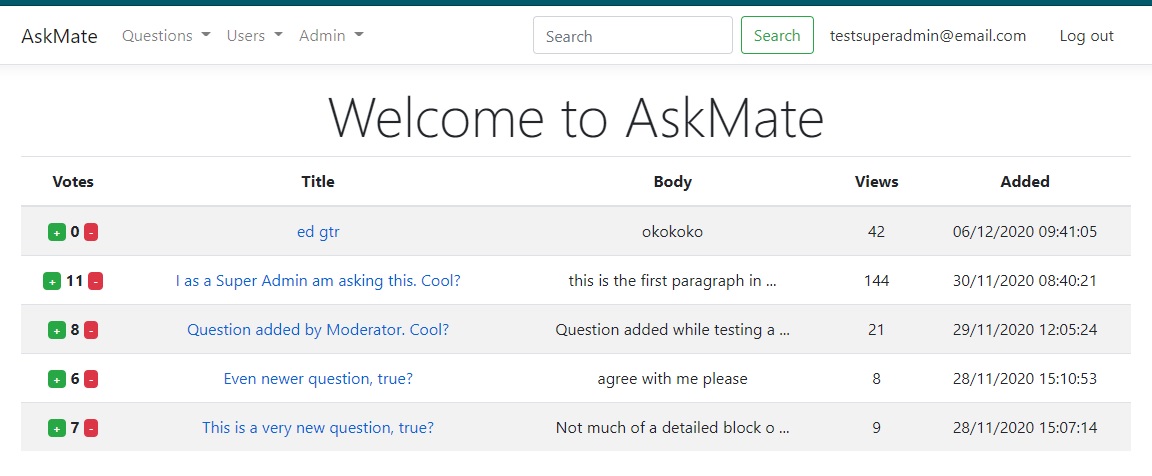 AskMate Questions Users Admin Search Search testsuperadmin@email.com Log out
Welcome to AskMate
Votes Title Body Views Added
+ 0 - ed gtr okokoko 42 06/12/2020 09:41:05
+ 11 - I as a Super Admin am asking this. Cool? this is the first paragraph in ... 144 30/11/2020 08:40:21
+ 8 - Question added by Moderator. Cool? Question added while testing a ... 21 29/11/2020 12:05:24
+ 6 - Even newer question, true? agree with me please 8 28/11/2020 15:10:53
+ 7 - This is a very new question, true? Not much of a detailed block o ... 9 28/11/2020 15:07:14